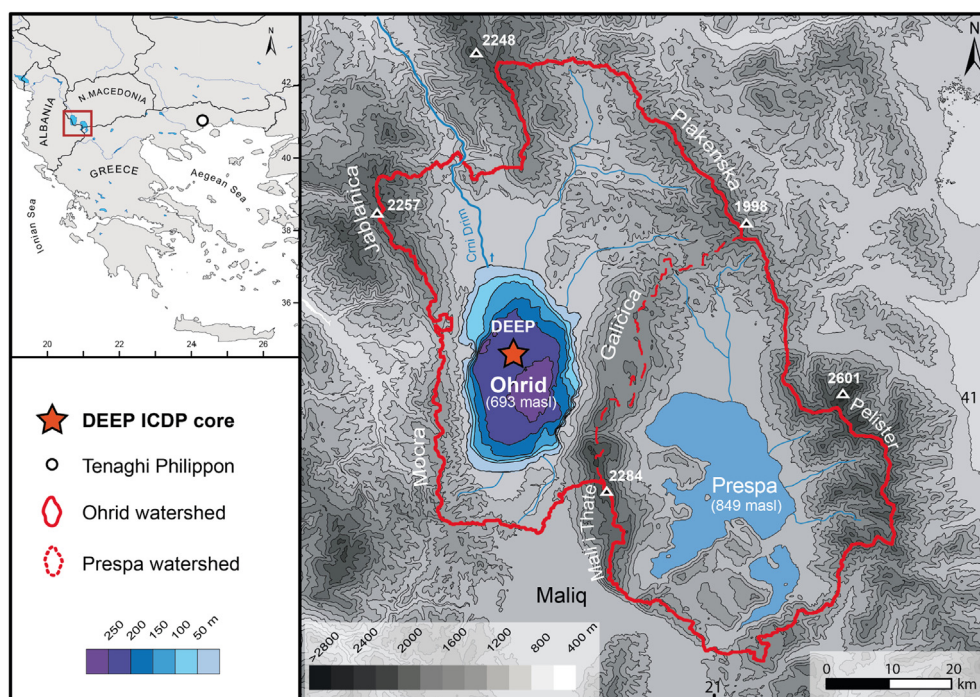 N
42
40
38
36
20
22
24
26
N. MACEDONIA
ALBANIA
GREECE
Aegean Sea
Ionian Sea
DEEP ICDP core
Tenaghi Philippon
Ohrid watershed
Prespa watershed
250 200 150 100 50 m
N
2248
Plakenska
Jablanica
2257
1998
Crni Drim
Galicica
DEEP
Ohrid
(693 masl)
2601
Pelister
41
Mocra
2284
Mali i Thate
Prespa
(849 masl)
Maliq
>2800
2400
2000
1600
1200
800
400 m
21
0 10 20
km